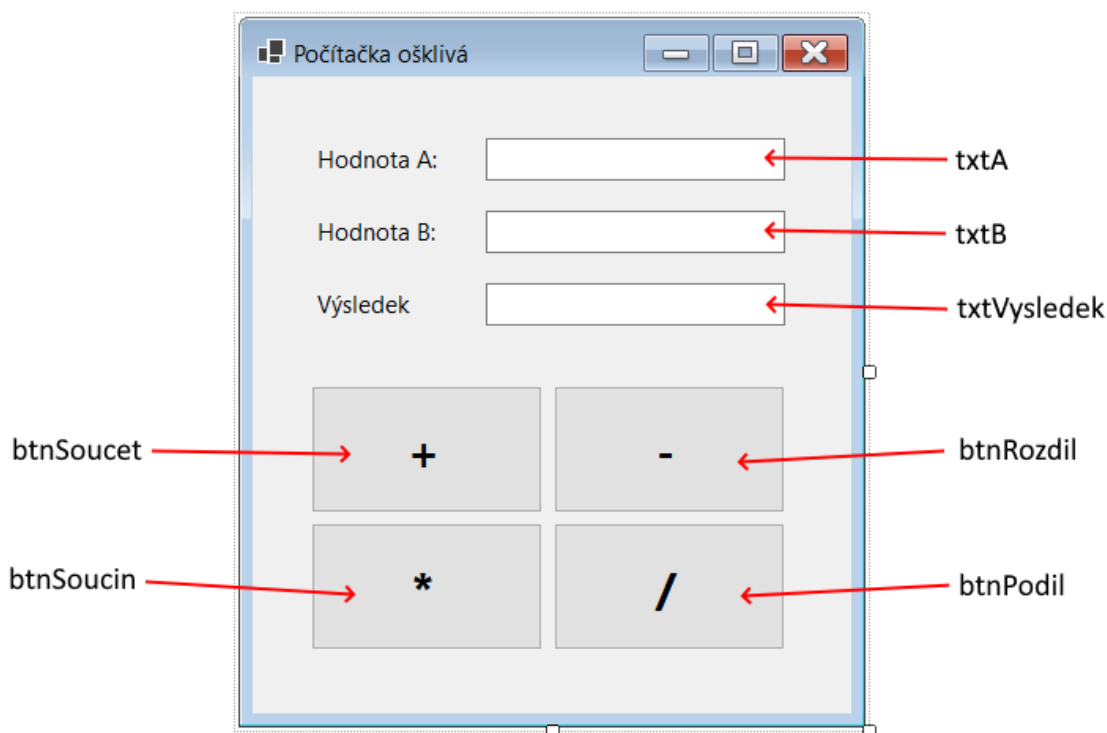 Počítačka ošklivá
Hodnota A:
txtA
Hodnota B:
txtB
Výsledek
txtVysledek
btnSoucet
+
-
btnRozdil
btnSoucin
*
/
btnPodil